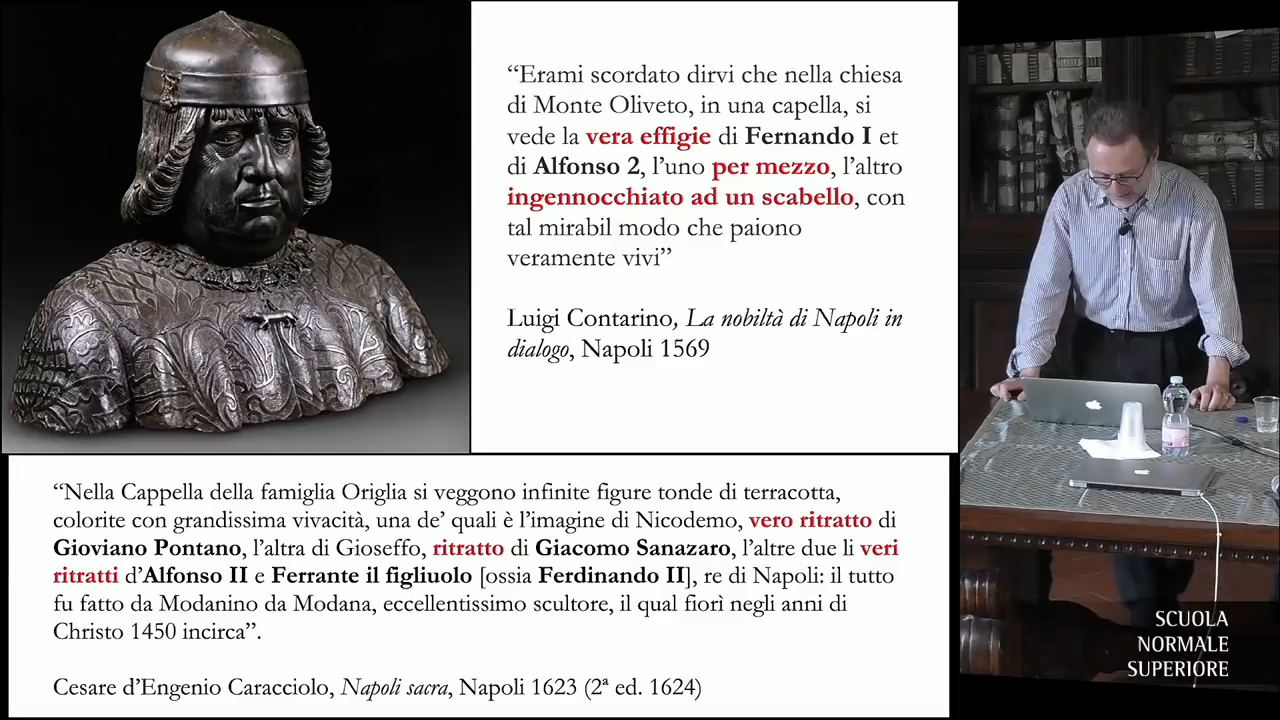 “Erami scordato dirvi che nella chiesa
di Monte Oliveto, in una capella, si
vede la vera effigie di Fernando I et
di Alfonso 2, l’uno per mezzo, l’altro
ingennocchiato ad un scabello, con
tal mirabil modo che paiono
veramente vivi”
Luigi Contarino, La nobiltà di Napoli in
dialogo, Napoli 1569
“Nella Cappella della famiglia Origlia si veggono infinite figure tonde di terracotta,
colorite con grandissima vivacità, una de’ quali è l’imagine di Nicodemo, vero ritratto di
Gioviano Pontano, l’altra di Gioseffo, ritratto di Giacomo Sanazaro, l’altre due li veri
ritratti d’Alfonso II e Ferrante il figliuolo [ossia Ferdinando II], re di Napoli: il tutto
fu fatto da Modanino da Modana, eccellentissimo scultore, il qual fiorì negli anni di
Christo 1450 incirca”.
Cesare d’Engenio Caracciolo, Napoli sacra, Napoli 1623 (2ª ed. 1624)
SCUOLA
NORMALE
SUPERIORE